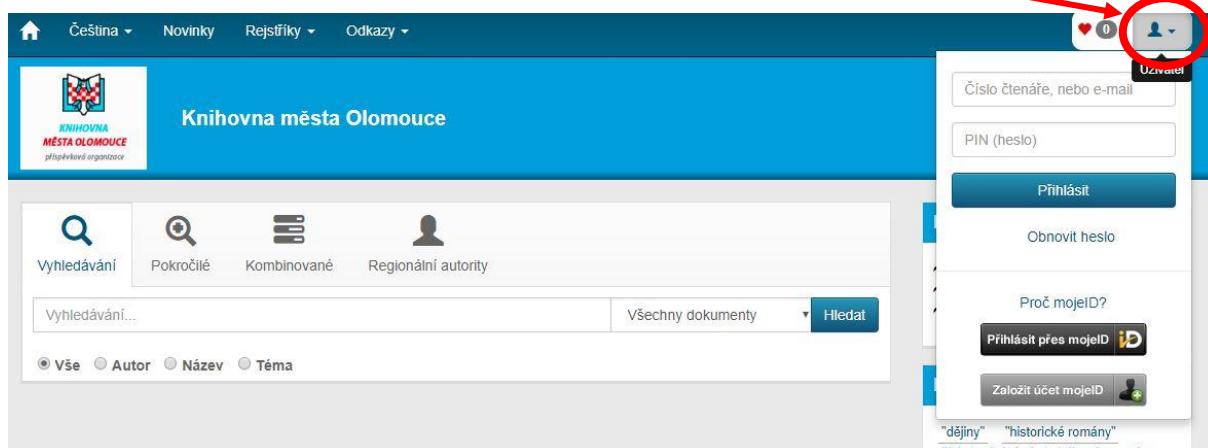 Čeština
Novinky
Rejstříky
Odkazy
0
Uživatel
KNIHOVNA
MĚSTA OLOMOUCE
příspěvková organizace
Knihovna města Olomouce
Číslo čtenáře, nebo e-mail
PIN (heslo)
Přihlásit
Obnovit heslo
Proč mojeID?
Přihlásit přes mojeID
Založit účet mojeID
Vyhledávání
Pokročilé
Kombinované
Regionální autority
Vyhledávání...
Všechny dokumenty
Hledat
Vše
Autor
Název
Téma
"dějiny" "historické romány"